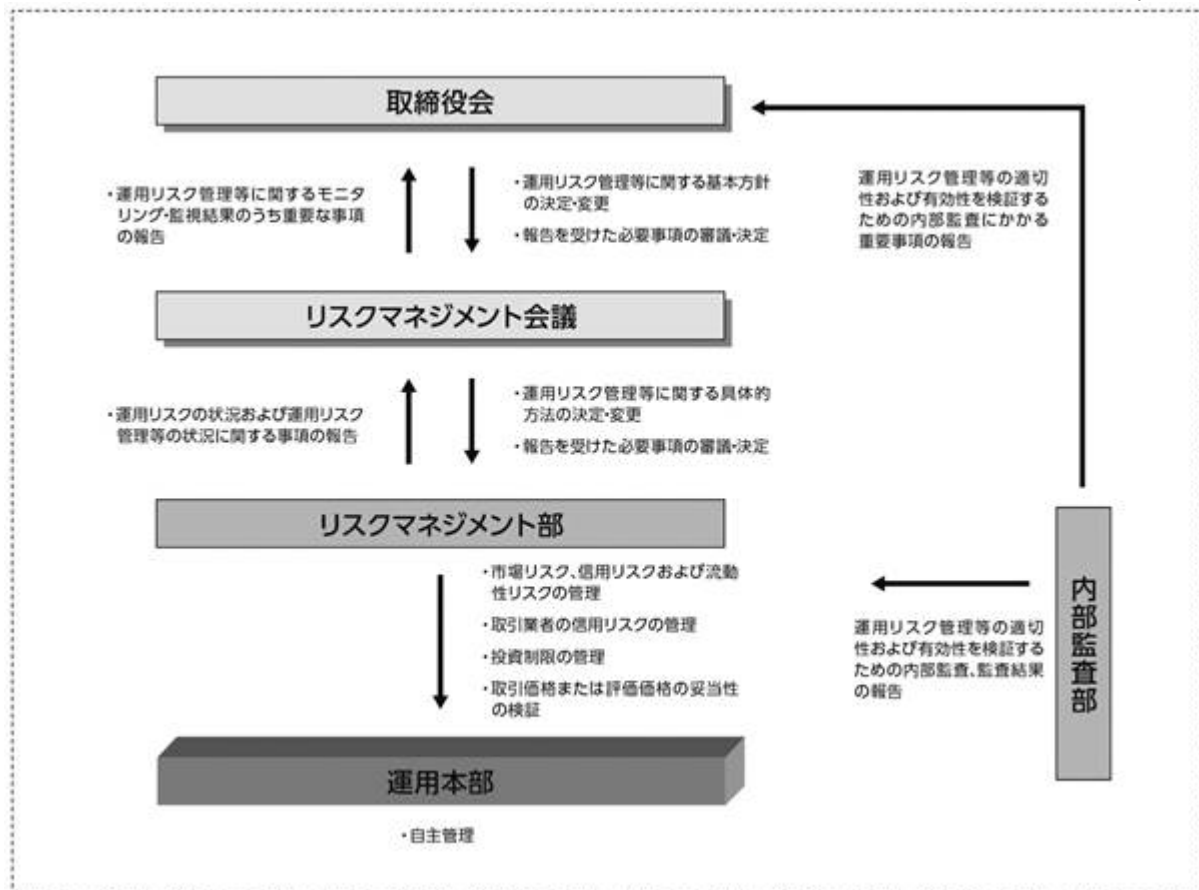 取締役会
・運用リスク管理等に関するモニタ
リング・監視結果のうち重要な事項
の報告
・運用リスク管理等に関する基本方針
の決定・変更
・報告を受けた必要事項の審議・決定
運用リスク管理等の適切
性および有効性を検証する
ための内部監査にかかる
重要事項の報告
リスクマネジメント会議
・運用リスクの状況および運用リスク
管理等の状況に関する事項の報告
・運用リスク管理等に関する具体的
方法の決定・変更
・報告を受けた必要事項の審議・決定
リスクマネジメント部
・市場リスク、信用リスクおよび流動
性リスクの管理
・取引業者の信用リスクの管理
・投資制限の管理
・取引価格または評価価格の妥当性
の検証
運用リスク管理等の適切
性および有効性を検証する
ための内部監査、監査結果
の報告
内部監査部
運用本部
・自主管理